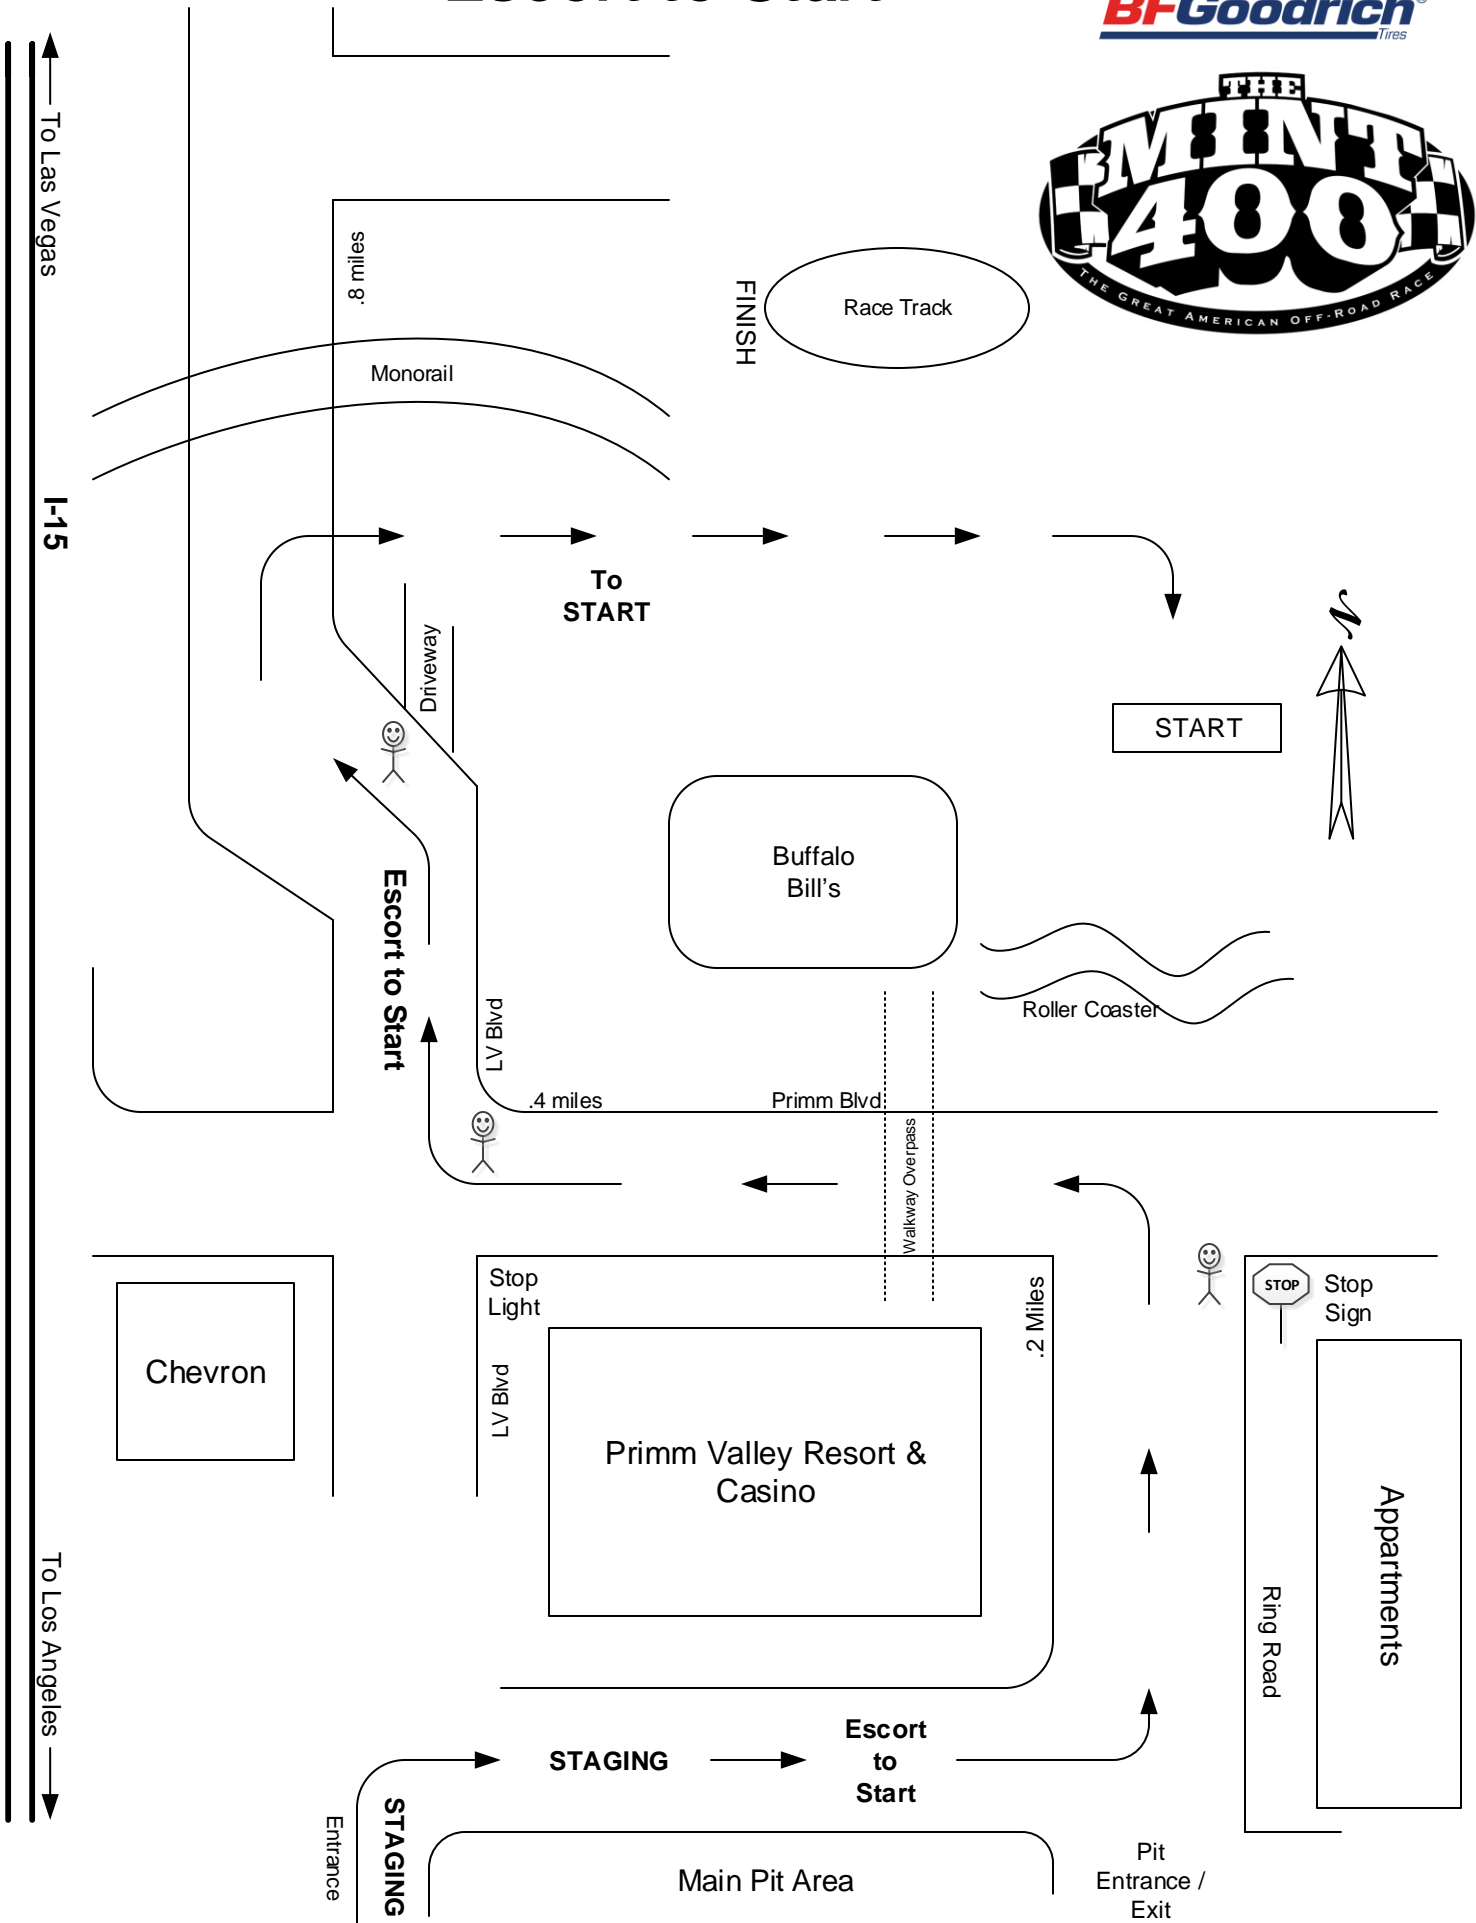 Escort to Start
BFGoodrich®
Tires
THE
MINT
400
THE GREAT AMERICAN OFF-ROAD RACE
To Las Vegas
.8 miles
FINISH
Race Track
Monorail
I-15
To
START
Driveway
N
START
Buffalo
Bill's
Escort to Start
LV Blvd
Roller Coaster
.4 miles
Primm Blvd
Walkway Overpass
Stop
Light
.2 Miles
STOP
Stop
Sign
Chevron
LV Blvd
Primm Valley Resort &
Casino
Appartments
Ring Road
To Los Angeles
STAGING
Escort
to
Start
Entrance
STAGING
Main Pit Area
Pit
Entrance /
Exit